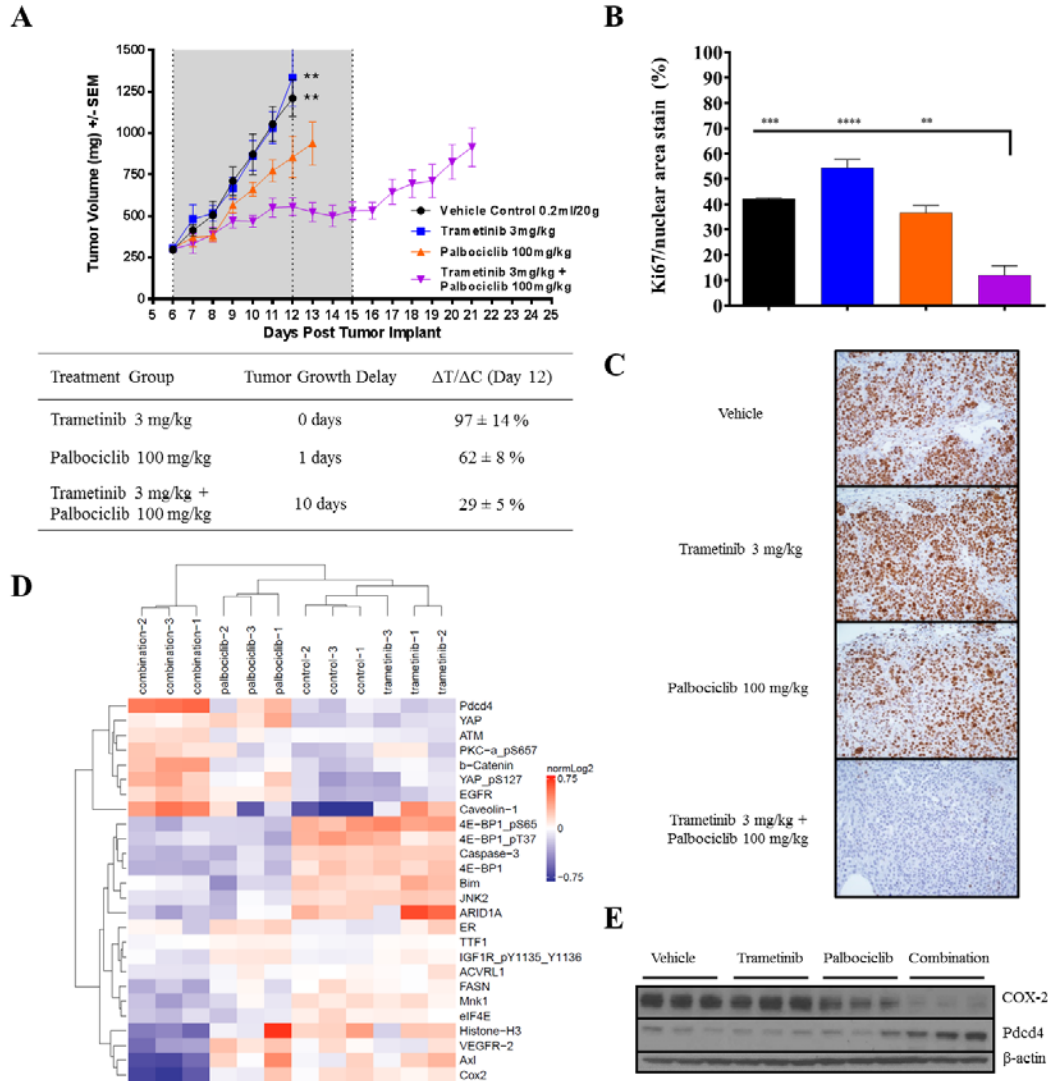 A
Tumor Volume (mg) +/- SEM
1500
1250
1000
750
500
250
0
**
**
Vehicle Control 0.2ml/20g
Trametinib 3mg/kg
Palbociclib 100mg/kg
Trametinib 3mg/kg +
Palbociclib 100mg/kg
5 6 7 8 9 10 11 12 13 14 15 16 17 18 19 20 21 22 23 24 25
Days Post Tumor Implant
Treatment Group Tumor Growth Delay ΔT/ΔC (Day 12)
Trametinib 3 mg/kg 0 days 97 ± 14 %
Palbociclib 100 mg/kg 1 days 62 ± 8 %
Trametinib 3 mg/kg +
Palbociclib 100 mg/kg 10 days 29 ± 5 %
B
Ki67/nuclear area stain (%)
100
90
80
70
60
50
40
30
20
10
0
*** **** **
C
Vehicle
Trametinib 3 mg/kg
Palbociclib 100 mg/kg
Trametinib 3 mg/kg +
Palbociclib 100 mg/kg
D
combination-2
combination-3
combination-1
palbociclib-2
palbociclib-3
palbociclib-1
control-2
control-3
control-1
trametinib-3
trametinib-1
trametinib-2
Pdcd4
YAP
ATM
PKC-a_pS657
b-Catenin
YAP_pS127
EGFR
Caveolin-1
4E-BP1_pS65
4E-BP1_pT37
Caspase-3
4E-BP1
Bim
JNK2
ARID1A
ER
TTF1
IGF1R_pY1135_Y1136
ACVRL1
FASN
Mnk1
eIF4E
Histone-H3
VEGFR-2
Axl
Cox2
normLog2
0.75
0
-0.75
E
Vehicle Trametinib Palbociclib Combination
COX-2
Pdcd4
β-actin